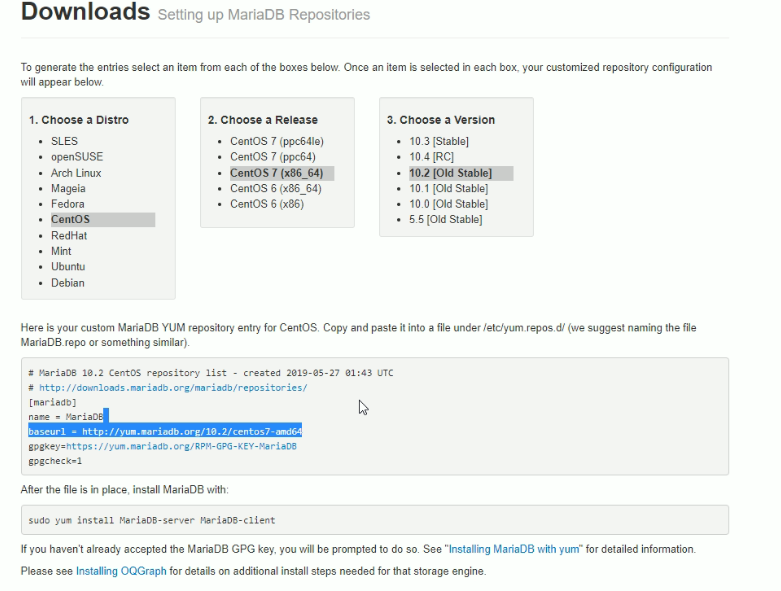 Downloads Setting up MariaDB Repositories
To generate the entries select an item from each of the boxes below. Once an item is selected in each box, your customized repository configuration
will appear below.
1. Choose a Distro
SLES
openSUSE
Arch Linux
Mageia
Fedora
CentOS
RedHat
Mint
Ubuntu
Debian
2. Choose a Release
CentOS 7 (ppc64le)
CentOS 7 (ppc64)
CentOS 7 (x86_64)
CentOS 6 (x86_64)
CentOS 6 (x86)
3. Choose a Version
10.3 [Stable]
10.4 [RC]
10.2 [Old Stable]
10.1 [Old Stable]
10.0 [Old Stable]
5.5 [Old Stable]
Here is your custom MariaDB YUM repository entry for CentOS. Copy and paste it into a file under /etc/yum.repos.d/ (we suggest naming the file
MariaDB.repo or something similar).
# MariaDB 10.2 CentOS repository list - created 2019-05-27 01:43 UTC
# http://downloads.mariadb.org/mariadb/repositories/
[mariadb]
name = MariaDB
baseurl = http://yum.mariadb.org/10.2/centos7-amd64
gpgkey=https://yum.mariadb.org/RPM-GPG-KEY-MariaDB
gpgcheck=1
After the file is in place, install MariaDB with:
sudo yum install MariaDB-server MariaDB-client
If you haven't already accepted the MariaDB GPG key, you will be prompted to do so. See "Installing MariaDB with yum" for detailed information.
Please see Installing OQGraph for details on additional install steps needed for that storage engine.